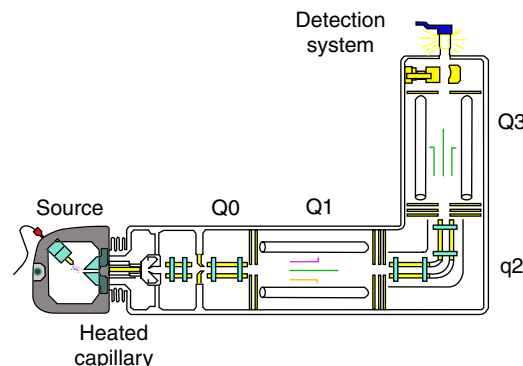 Detection
system
Q3
Source
Q0
Q1
q2
Heated
capillary